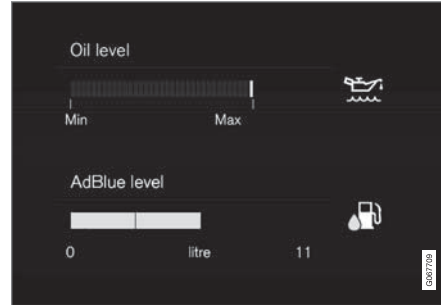 Oil level
Min Max
AdBlue level
0 litre 11
G067709